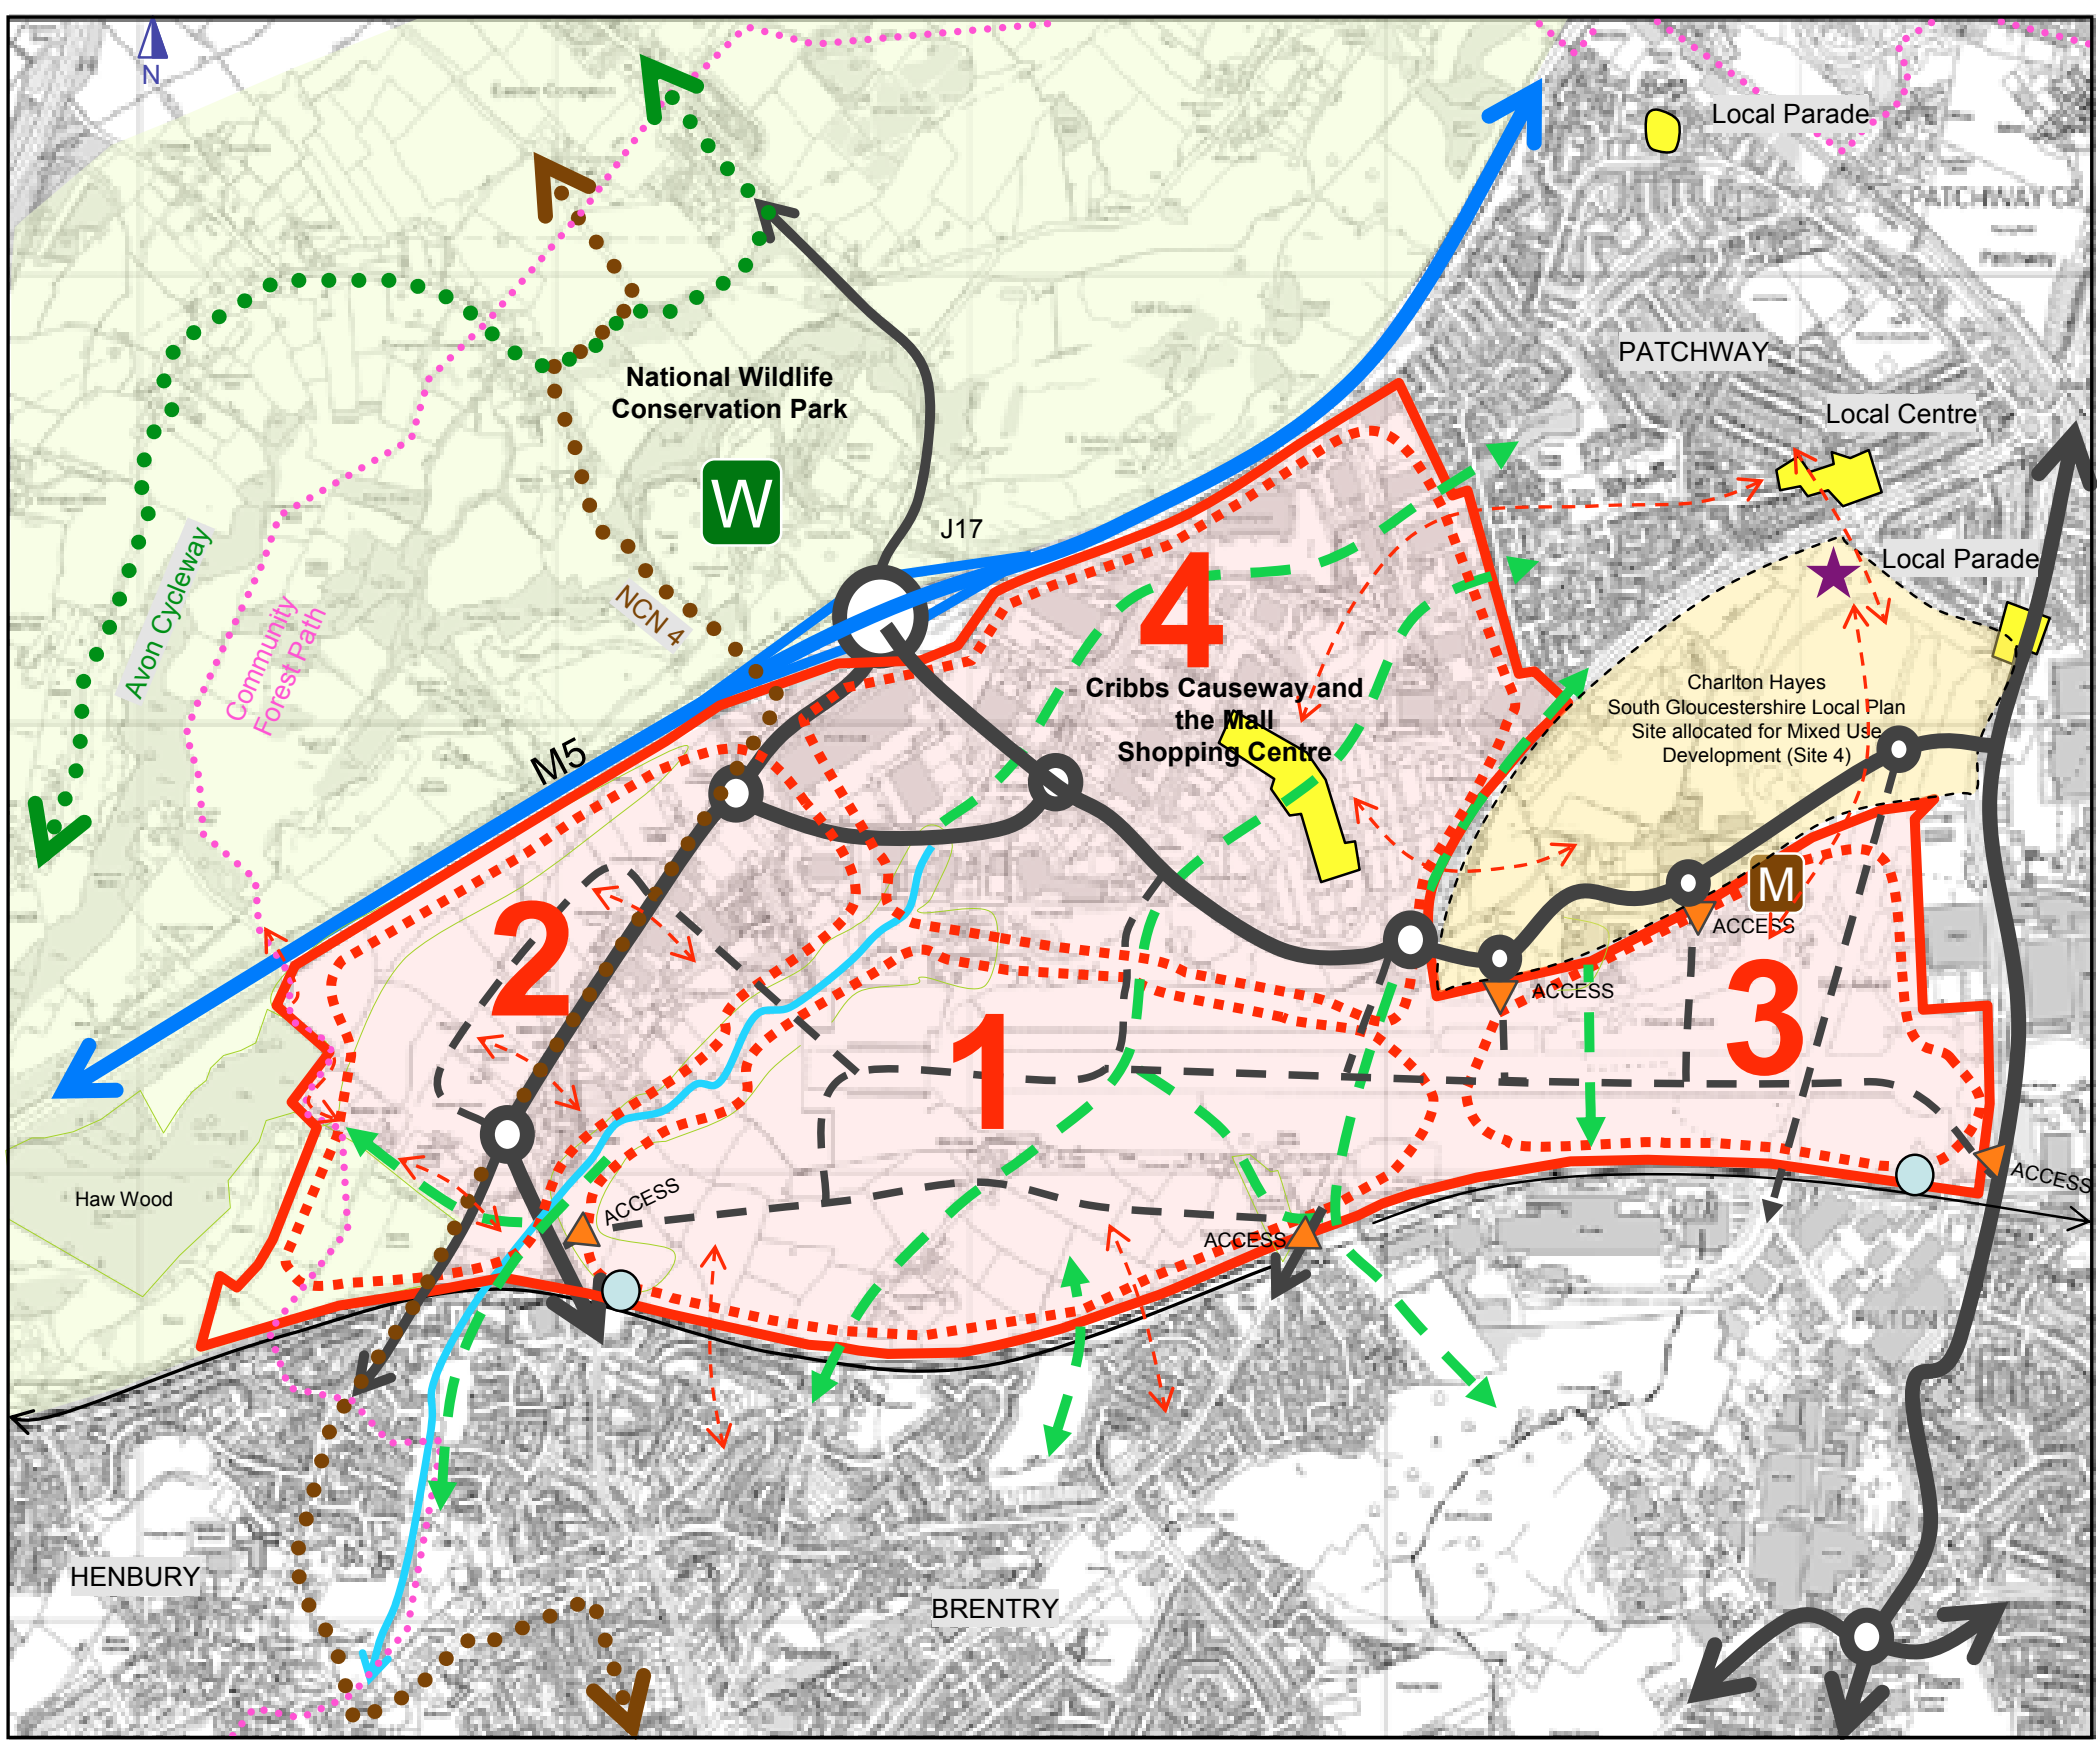 N
Local Parade
PATCHWAY
Local Centre
National Wildlife
Conservation Park
W
J17
Local Parade
4
Avon Cycleway
Community
Forest Path
NCN 4
Cribbs Causeway and
the Mall
Shopping Centre
Charlton Hayes
South Gloucestershire Local Plan
Site allocated for Mixed Use
Development (Site 4)
M5
M
ACCESS
2
ACCESS
1
3
Haw Wood
ACCESS
ACCESS
ACCESS
HENBURY
BRENTRY